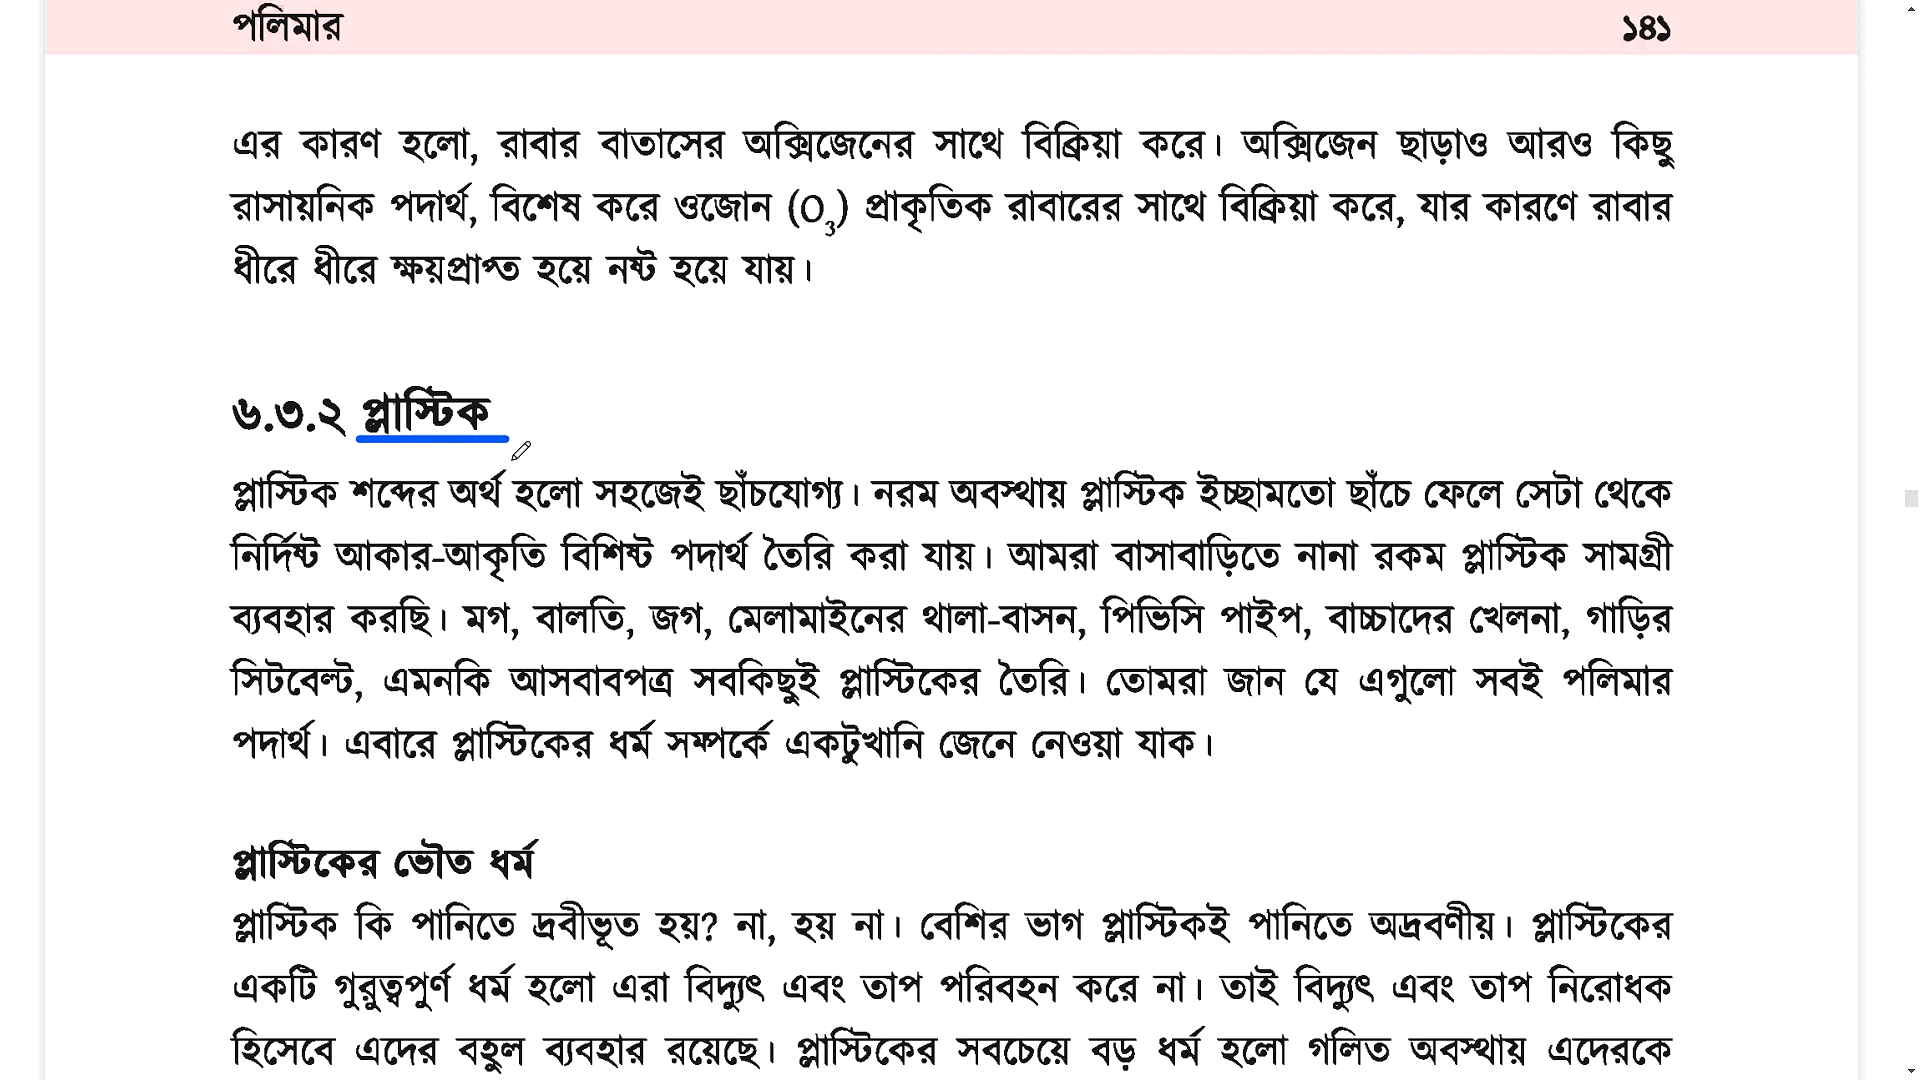 পলিমার ১৪১
এর কারণ হলো, রাবার বাতাসের অক্সিজেনের সাথে বিক্রিয়া করে। অক্সিজেন ছাড়াও আরও কিছু
রাসায়নিক পদার্থ, বিশেষ করে ওজোন (O₃) প্রাকৃতিক রাবারের সাথে বিক্রিয়া করে, যার কারণে রাবার
ধীরে ধীরে ক্ষয়প্রাপ্ত হয়ে নষ্ট হয়ে যায়।
৬.৩.২ প্লাস্টিক
প্লাস্টিক শব্দের অর্থ হলো সহজেই ছাঁচযোগ্য। নরম অবস্থায় প্লাস্টিক ইচ্ছামতো ছাঁচে ফেলে সেটা থেকে
নির্দিষ্ট আকার-আকৃতি বিশিষ্ট পদার্থ তৈরি করা যায়। আমরা বাসাবাড়িতে নানা রকম প্লাস্টিক সামগ্রী
ব্যবহার করছি। মগ, বালতি, জগ, মেলামাইনের থালা-বাসন, পিভিসি পাইপ, বাচ্চাদের খেলনা, গাড়ির
সিটবেল্ট, এমনকি আসবাবপত্র সবকিছুই প্লাস্টিকের তৈরি। তোমরা জান যে এগুলো সবই পলিমার
পদার্থ। এবারে প্লাস্টিকের ধর্ম সম্পর্কে একটুখানি জেনে নেওয়া যাক।
প্লাস্টিকের ভৌত ধর্ম
প্লাস্টিক কি পানিতে দ্রবীভূত হয়? না, হয় না। বেশির ভাগ প্লাস্টিকই পানিতে অদ্রবণীয়। প্লাস্টিকের
একটি গুরুত্বপুর্ণ ধর্ম হলো এরা বিদ্যুৎ এবং তাপ পরিবহন করে না। তাই বিদ্যুৎ এবং তাপ নিরোধক
হিসেবে এদের বহুল ব্যবহার রয়েছে। প্লাস্টিকের সবচেয়ে বড় ধর্ম হলো গলিত অবস্থায় এদেরকে